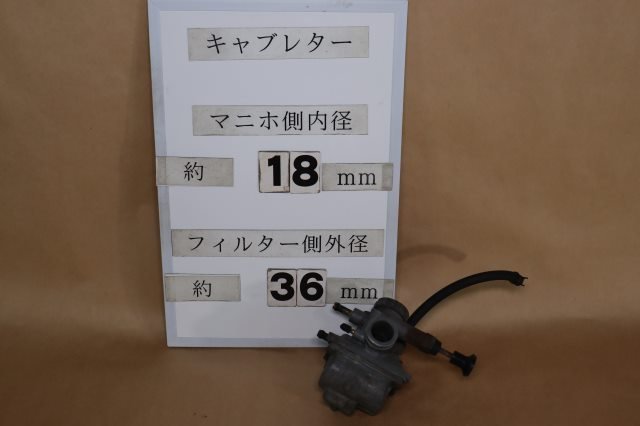 キャブレター
マニホ側内径
約 18 mm
フィルター側外径
約 36 mm